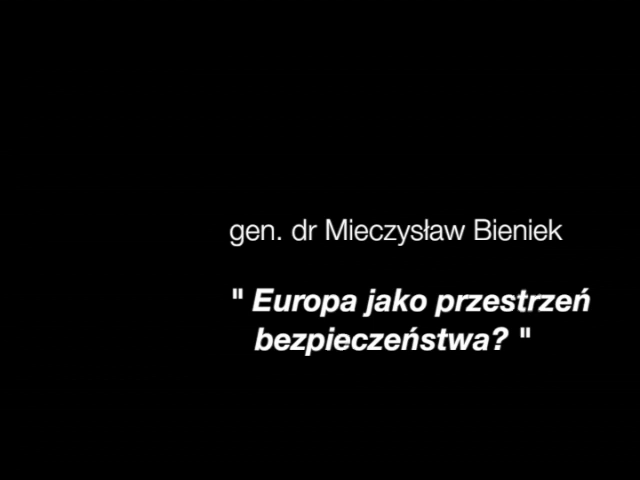 gen. dr Mieczysław Bieniek
" Europa jako przestrzeń
bezpieczeństwa? "